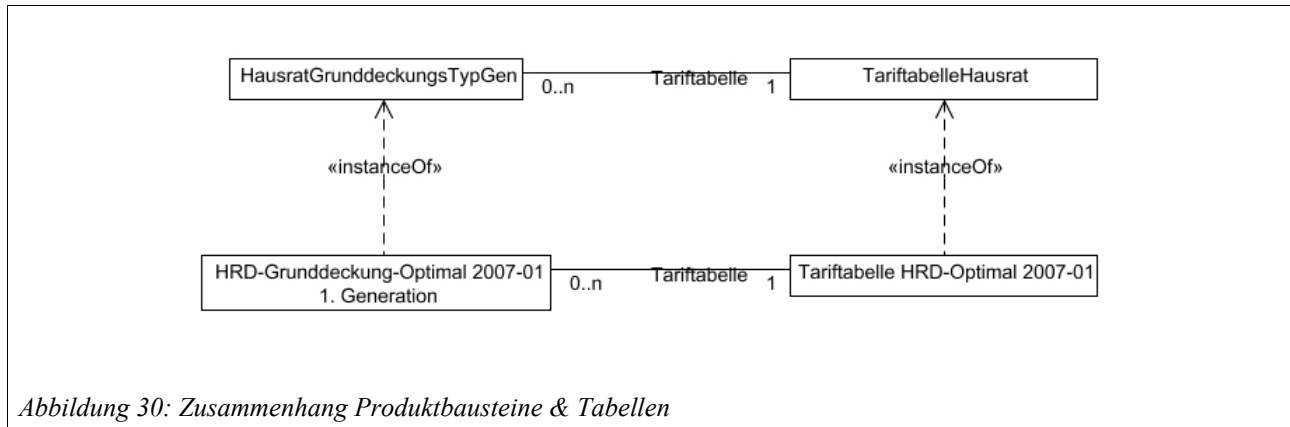 HausratGrunddeckungsTypGen
Tariftabelle
TariftabelleHausrat
0..n
1
«instanceOf»
«instanceOf»
HRD-Grunddeckung-Optimal 2007-01
1. Generation
Tariftabelle
Tariftabelle HRD-Optimal 2007-01
0..n
1
Abbildung 30: Zusammenhang Produktbausteine & Tabellen